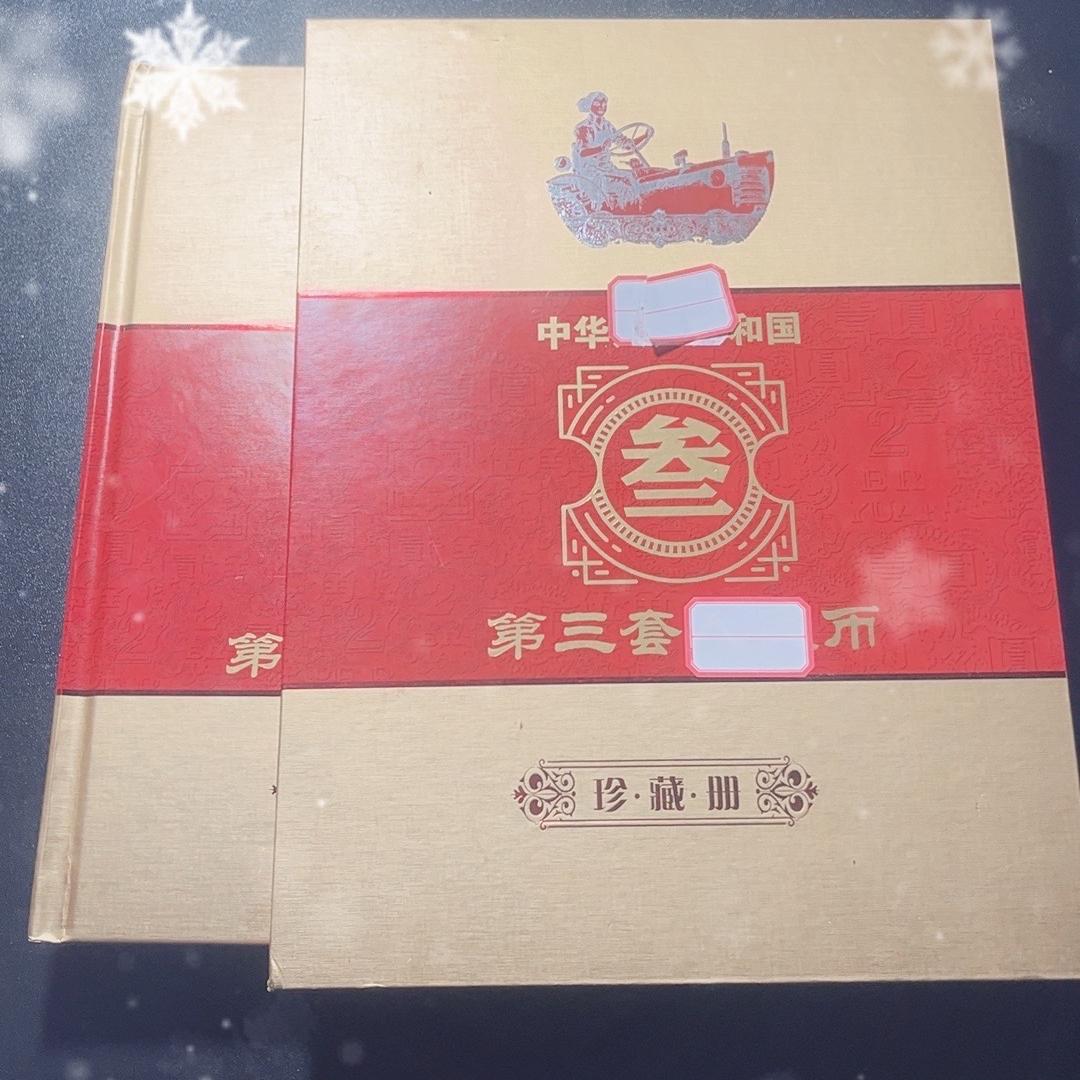 中华 和国
叁
第三套 币
珍·藏·册
第